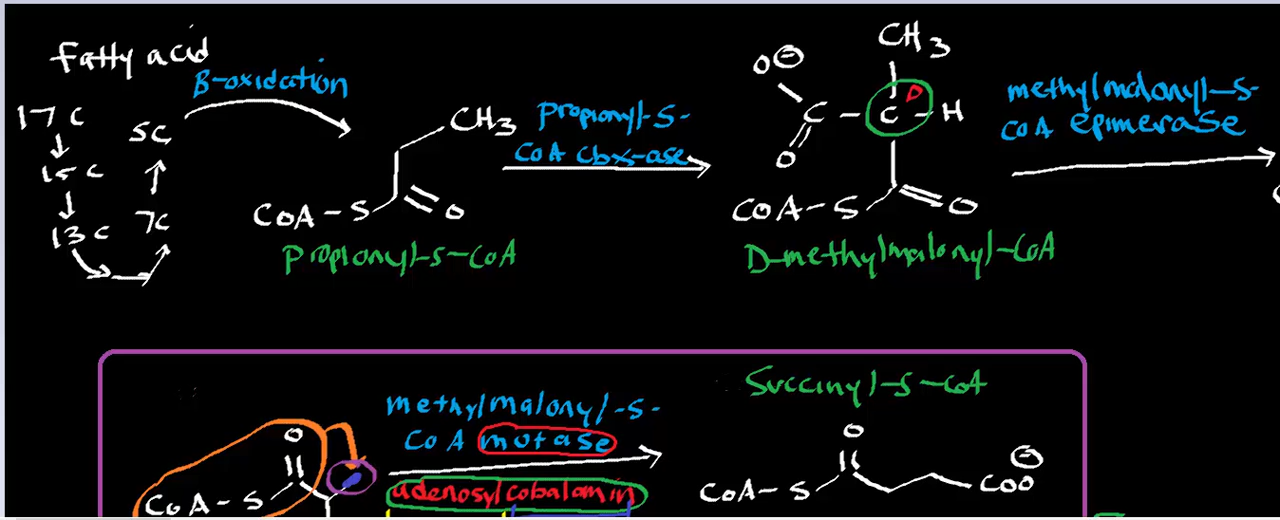 Fatty acid
B-oxidation
17 C
15 C
13 C
7C
5C
CH3
CoA-S
O
Propionyl-S-CoA
propionyl-S-
CoA cbx-ase
CH3
O⊖
C - C - H
D
O
CoA-S
O
D-methylmalonyl-CoA
methylmalonyl-S-
CoA epimerase
methylmalonyl-S-
CoA mutase
adenosylcobalamin
O
CoA-S
Succinyl-S-CoA
O
CoA-S
COO⊖